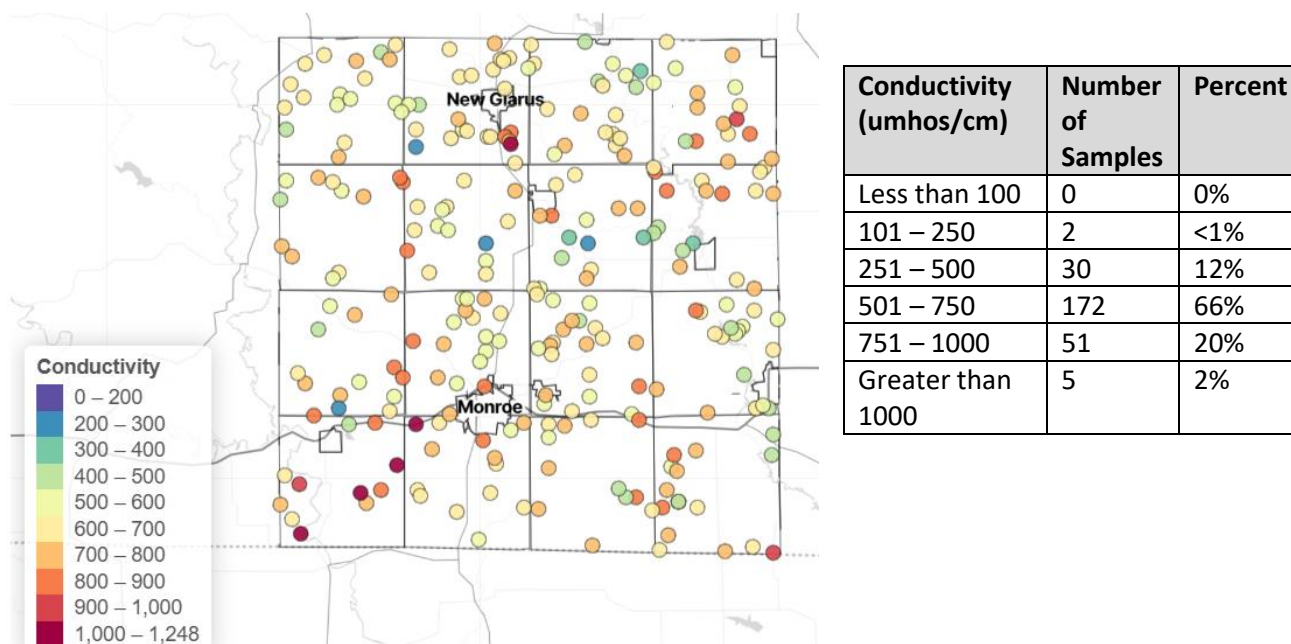 New Glarus
Monroe
Conductivity
0 – 200
200 – 300
300 – 400
400 – 500
500 – 600
600 – 700
700 – 800
800 – 900
900 – 1,000
1,000 – 1,248
Conductivity (umhos/cm) Number of Samples Percent
Less than 100 0 0%
101 – 250 2 <1%
251 – 500 30 12%
501 – 750 172 66%
751 – 1000 51 20%
Greater than 1000 5 2%